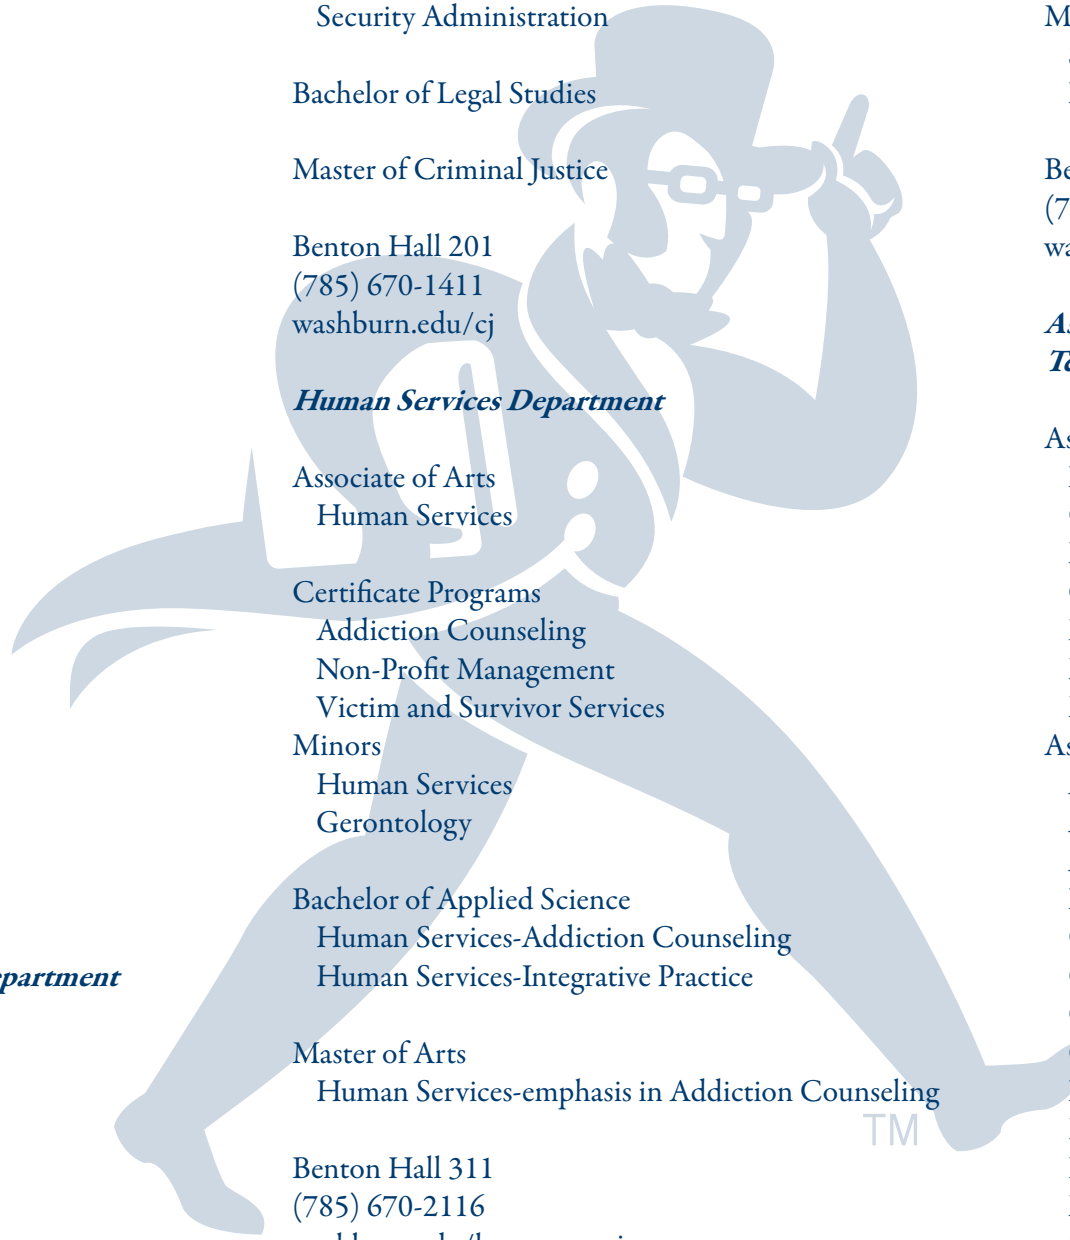 Security Administration
Bachelor of Legal Studies
Master of Criminal Justice
Benton Hall 201
(785) 670-1411
washburn.edu/cj
Human Services Department
Associate of Arts
Human Services
Certificate Programs
Addiction Counseling
Non-Profit Management
Victim and Survivor Services
Minors
Human Services
Gerontology
Bachelor of Applied Science
Human Services-Addiction Counseling
Human Services-Integrative Practice
Master of Arts
Human Services-emphasis in Addiction Counseling
TM
Benton Hall 311
(785) 670-2116